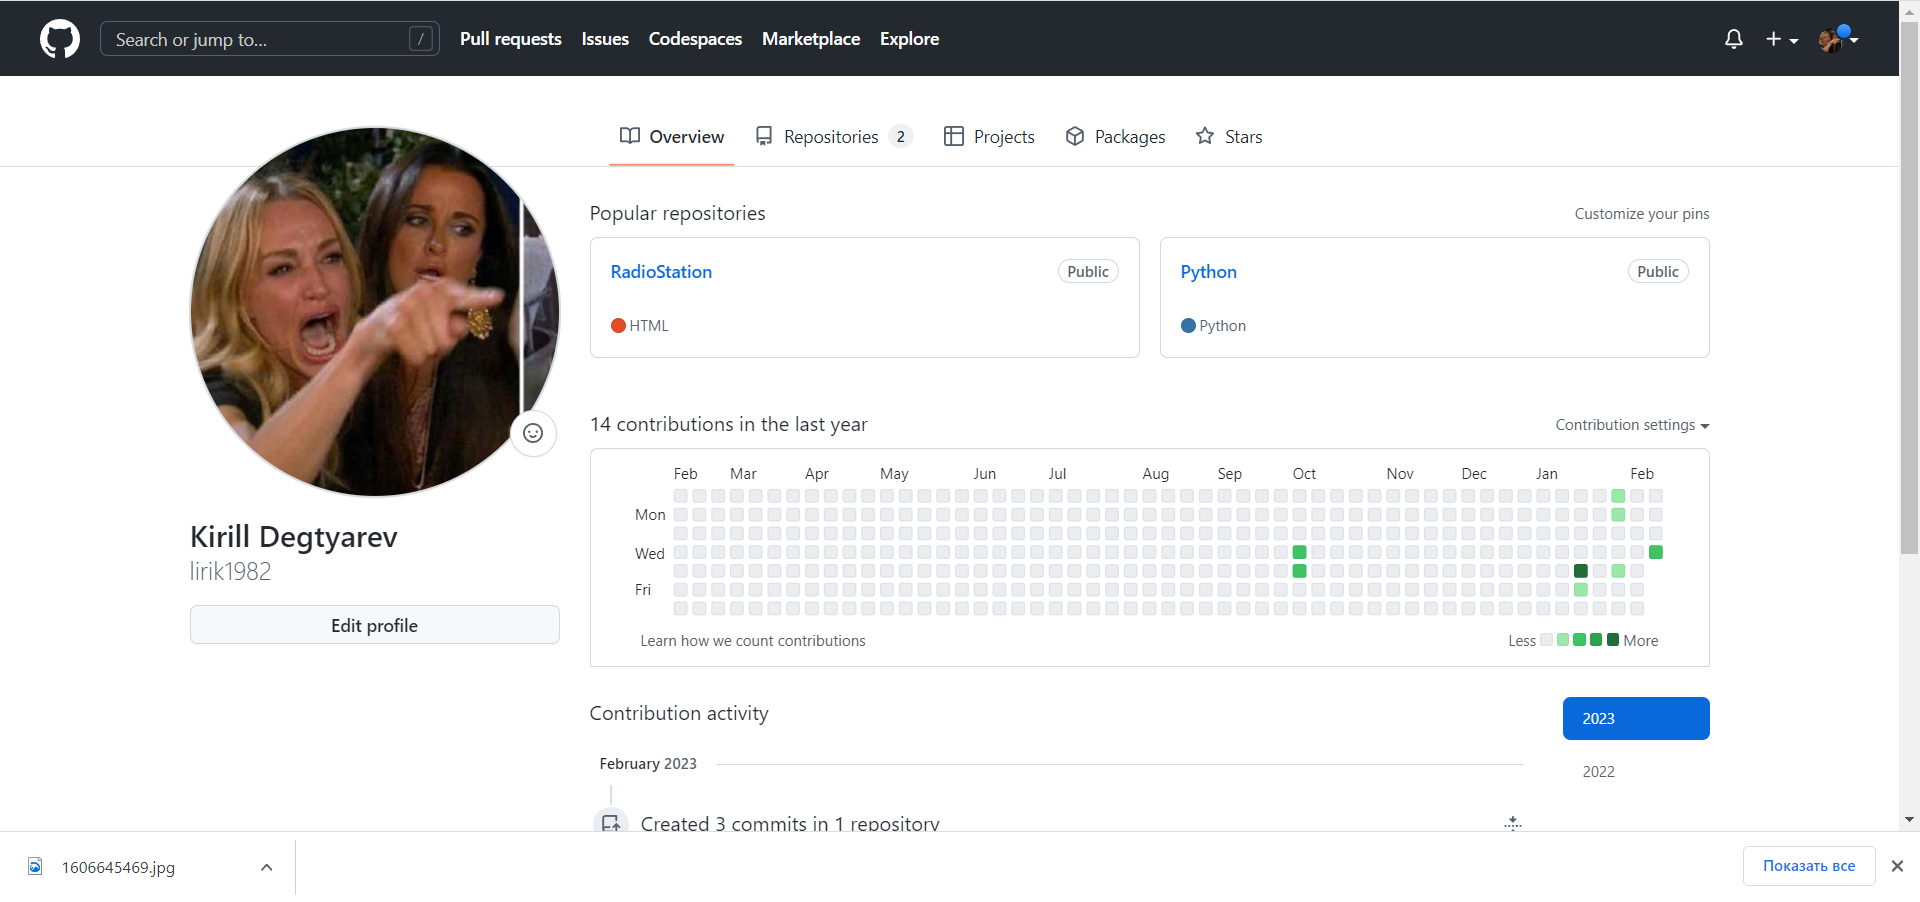 Search or jump to... /
Pull requests Issues Codespaces Marketplace Explore
Overview Repositories 2 Projects Packages Stars
Kirill Degtyarev
lirik1982
Edit profile
Popular repositories
Customize your pins
RadioStation Public
HTML
Python Public
Python
14 contributions in the last year
Contribution settings
Feb Mar Apr May Jun Jul Aug Sep Oct Nov Dec Jan Feb
Mon
Wed
Fri
Learn how we count contributions
Less More
Contribution activity
2023
2022
February 2023
Created 3 commits in 1 repository
1606645469.jpg
Показать все